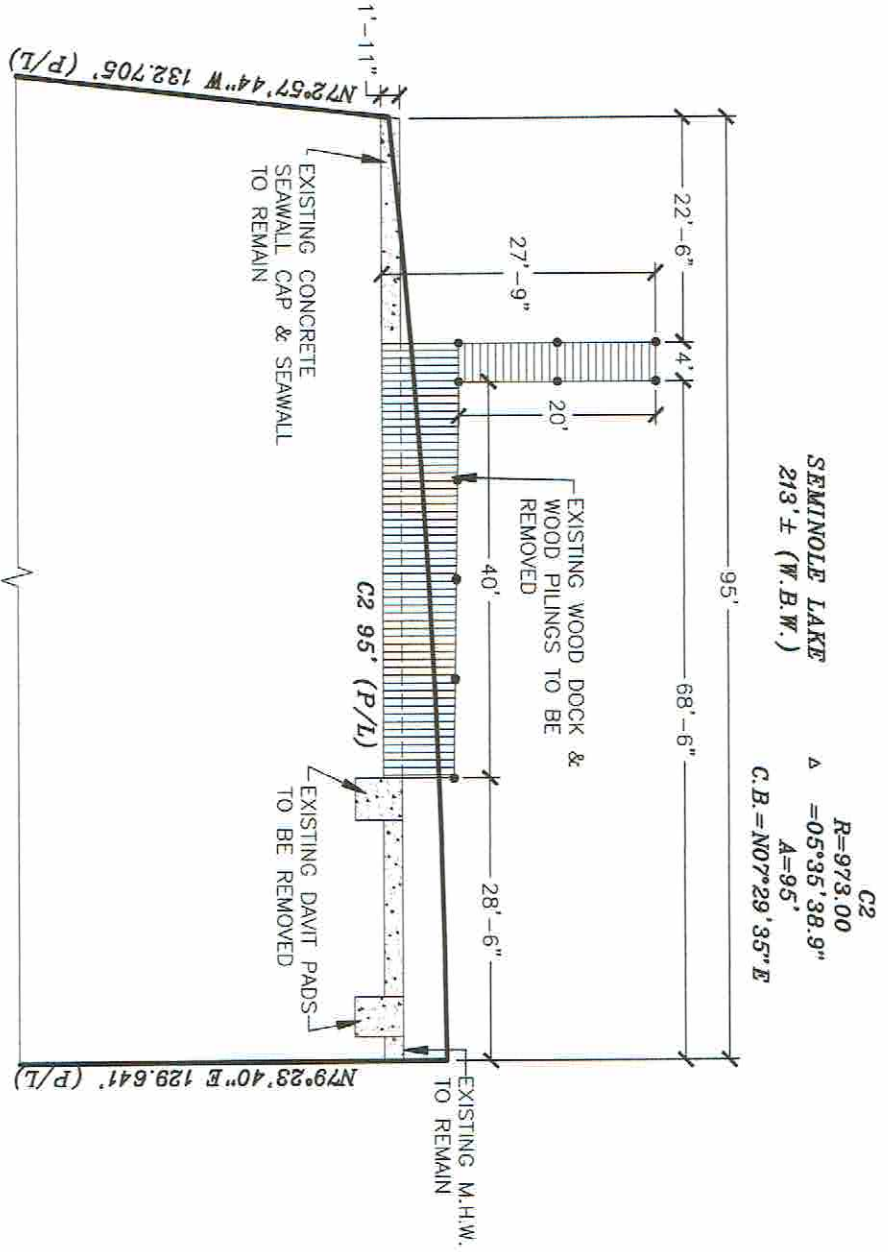 SEMINOLE LAKE
213'± (W.B.W.)
C2
R=973.00
Δ =05°35'38.9"
A=95'
C.B.=N07°29'35"E
95'
22'-6"
4'
68'-6"
27'-9"
20'
40'
28'-6"
1'-11"
EXISTING WOOD DOCK &
WOOD PILINGS TO BE
REMOVED
EXISTING CONCRETE
SEAWALL CAP & SEAWALL
TO REMAIN
C2 95' (P/L)
EXISTING DAVIT PADS
TO BE REMOVED
EXISTING M.H.W.
TO REMAIN
N72°57'44"W 132.705' (P/L)
N79°23'40"E 129.641' (P/L)